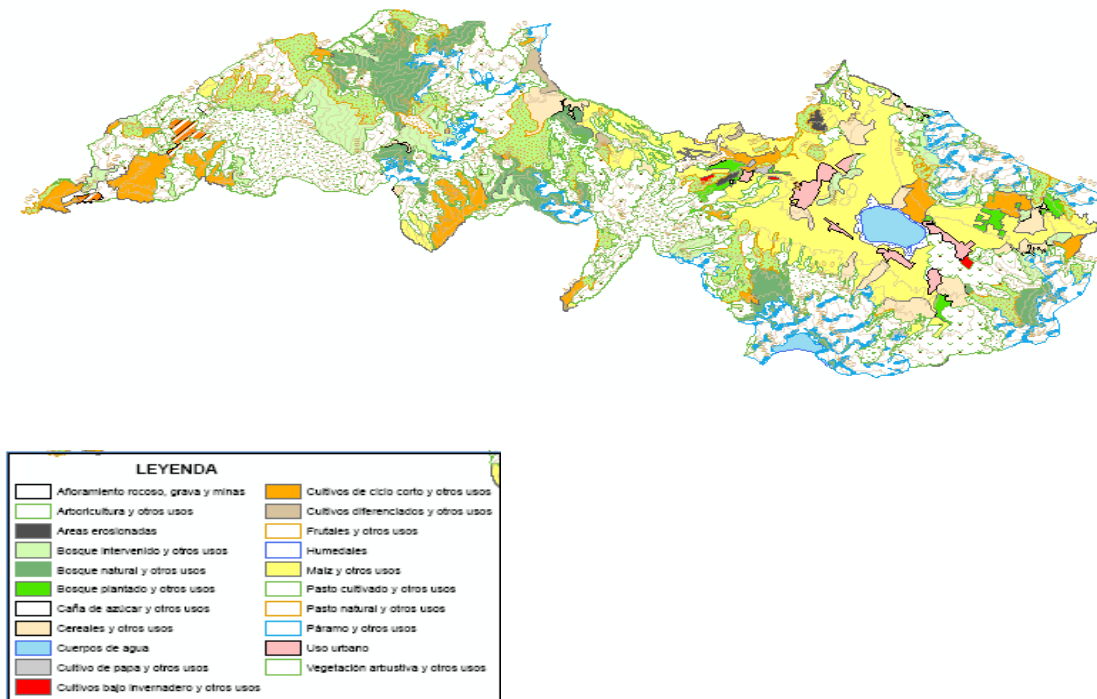 LEYENDA
Afloramiento rocoso, grava y minas
Arboricultura y otros usos
Areas erosionadas
Bosque intervenido y otros usos
Bosque natural y otros usos
Bosque plantado y otros usos
Caña de azúcar y otros usos
Cereales y otros usos
Cuerpos de agua
Cultivo de papa y otros usos
Cultivos bajo invernadero y otros usos
Cultivos de ciclo corto y otros usos
Cultivos diferenciados y otros usos
Frutales y otros usos
Humedales
Maiz y otros usos
Pasto cultivado y otros usos
Pasto natural y otros usos
Páramo y otros usos
Uso urbano
Vegetación arbustiva y otros usos